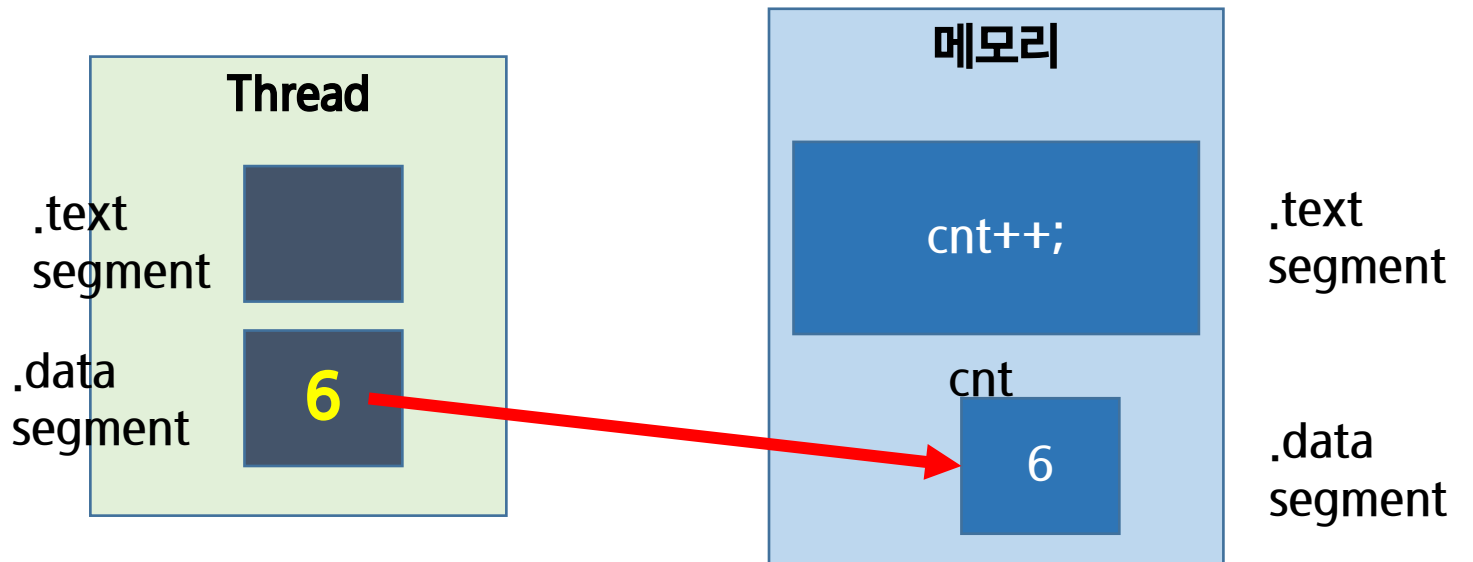 Thread
.text
segment
.data
segment
6
메모리
cnt++;
cnt
6
.text
segment
.data
segment